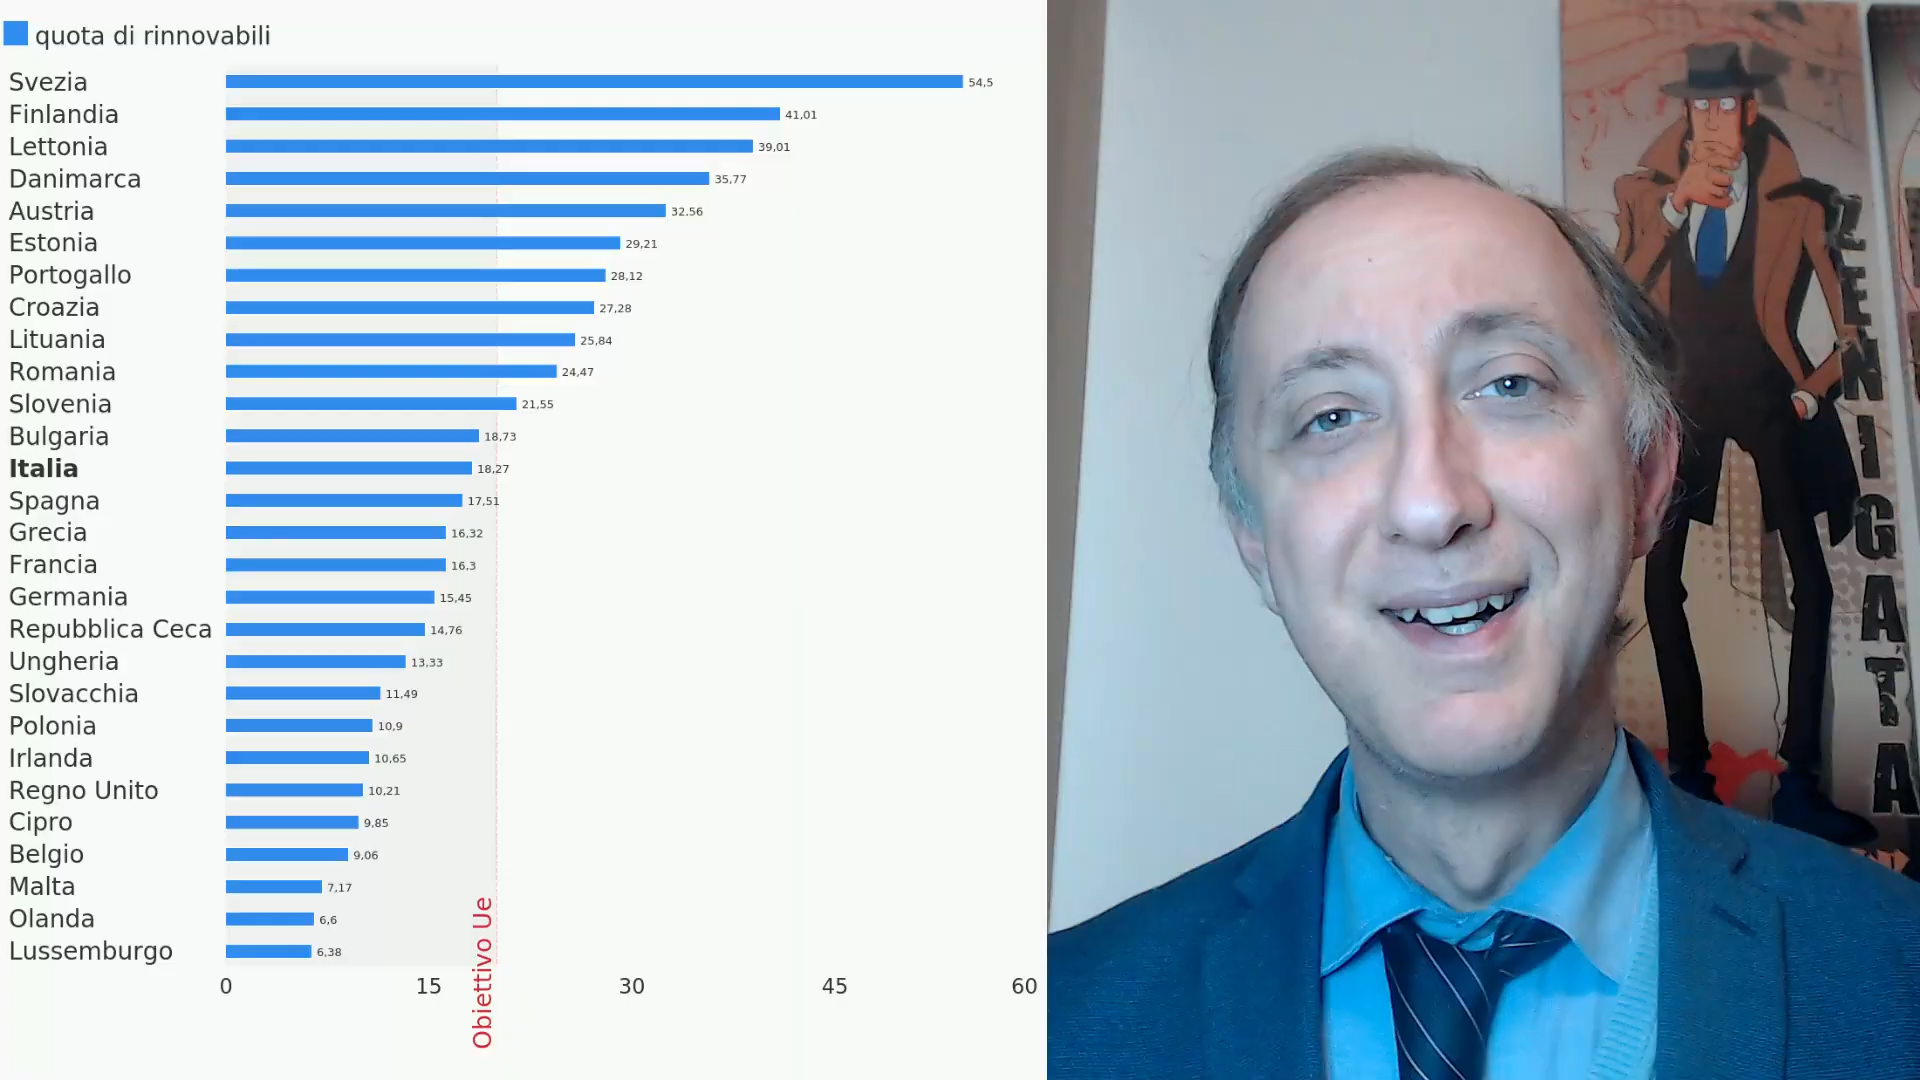 quota di rinnovabili
Svezia 54,5
Finlandia 41,01
Lettonia 39,01
Danimarca 35,77
Austria 32,56
Estonia 29,21
Portogallo 28,12
Croazia 27,28
Lituania 25,84
Romania 24,47
Slovenia 21,55
Bulgaria 18,73
Italia 18,27
Spagna 17,51
Grecia 16,32
Francia 16,3
Germania 15,45
Repubblica Ceca 14,76
Ungheria 13,33
Slovacchia 11,49
Polonia 10,9
Irlanda 10,65
Regno Unito 10,21
Cipro 9,85
Belgio 9,06
Malta 7,17
Olanda 6,6
Lussemburgo 6,38
0 15 30 45 60
Obiettivo Ue
ZENIGATA